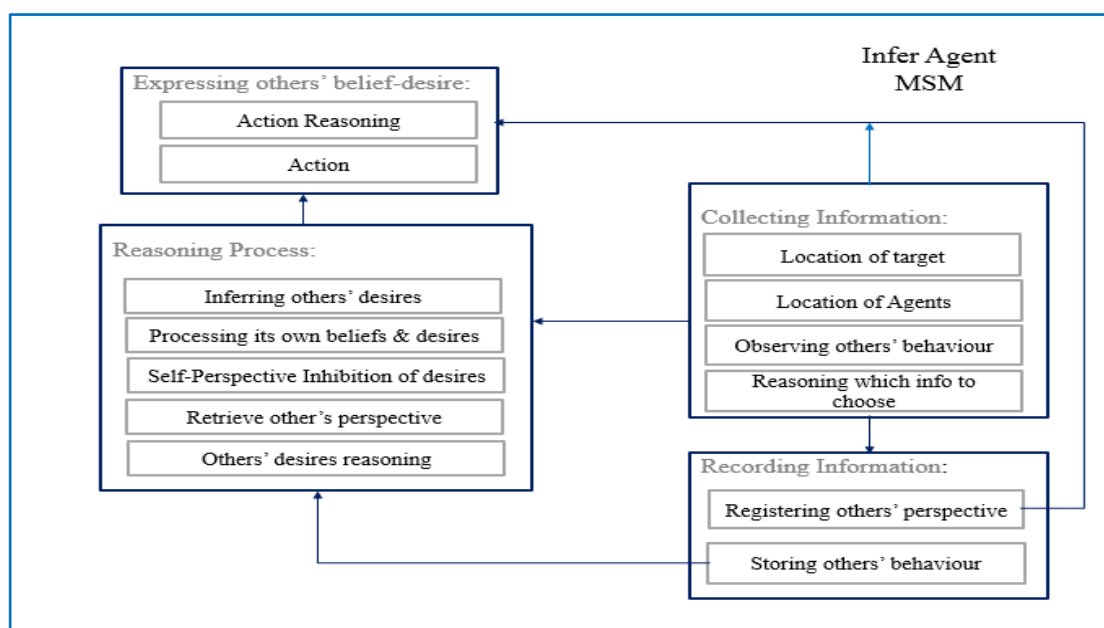 Infer Agent
MSM
Expressing others’ belief-desire:
Action Reasoning
Action
Reasoning Process:
Inferring others’ desires
Processing its own beliefs & desires
Self-Perspective Inhibition of desires
Retrieve other’s perspective
Others’ desires reasoning
Collecting Information:
Location of target
Location of Agents
Observing others’ behaviour
Reasoning which info to
choose
Recording Information:
Registering others’ perspective
Storing others’ behaviour